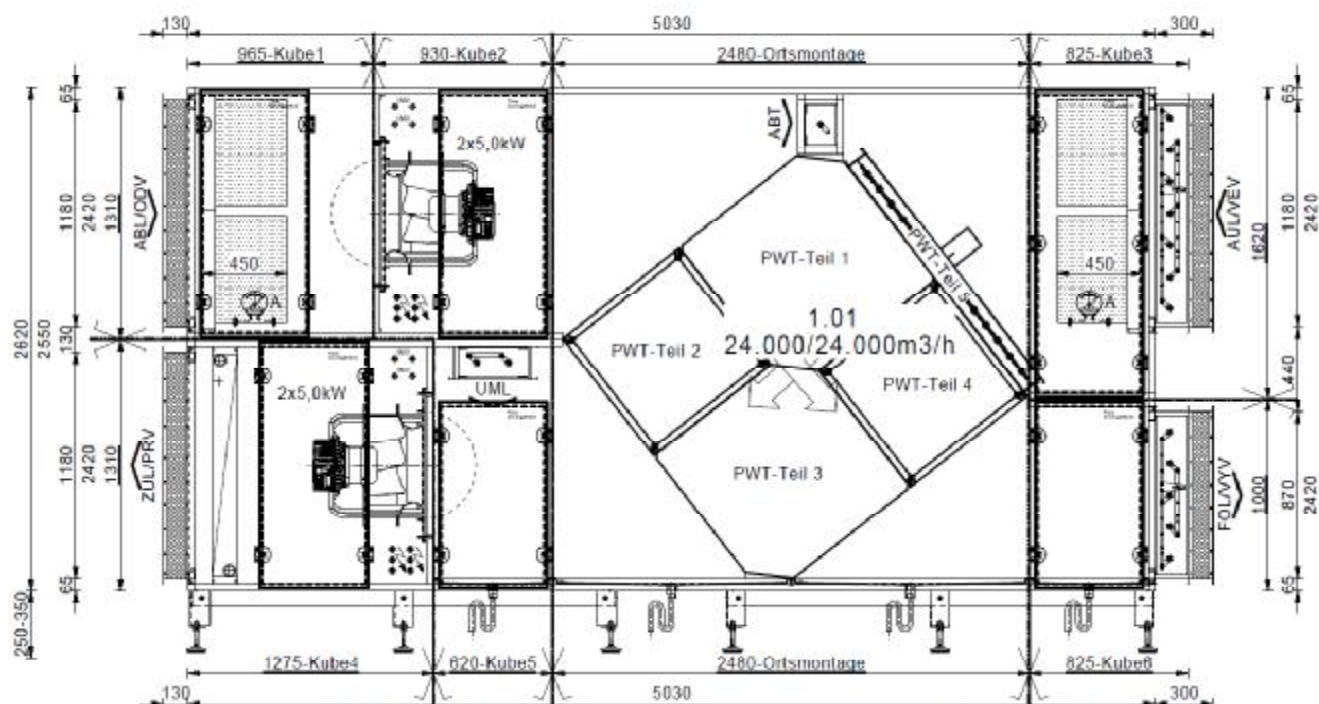 130
5030
300
965-Kube1
930-Kube2
2480-Ortsmontage
825-Kube3
65
1180
2420
1310
ABL/ODV
2620
2550
130
ZUL/PRV
1180
2420
1310
65
250-350
450
A
2x5,0kW
ABT
PWT-Teil 1
PWT-Teil 5
1.01
24.000/24.000m3/h
PWT-Teil 2
PWT-Teil 4
PWT-Teil 3
2x5,0kW
UML
450
A
AUL/VEV
1620
65
1180
2420
440
FOL/VYV
1000
870
2420
65
1275-Kube4
620-Kube5
2480-Ortsmontage
825-Kube6
130
5030
300